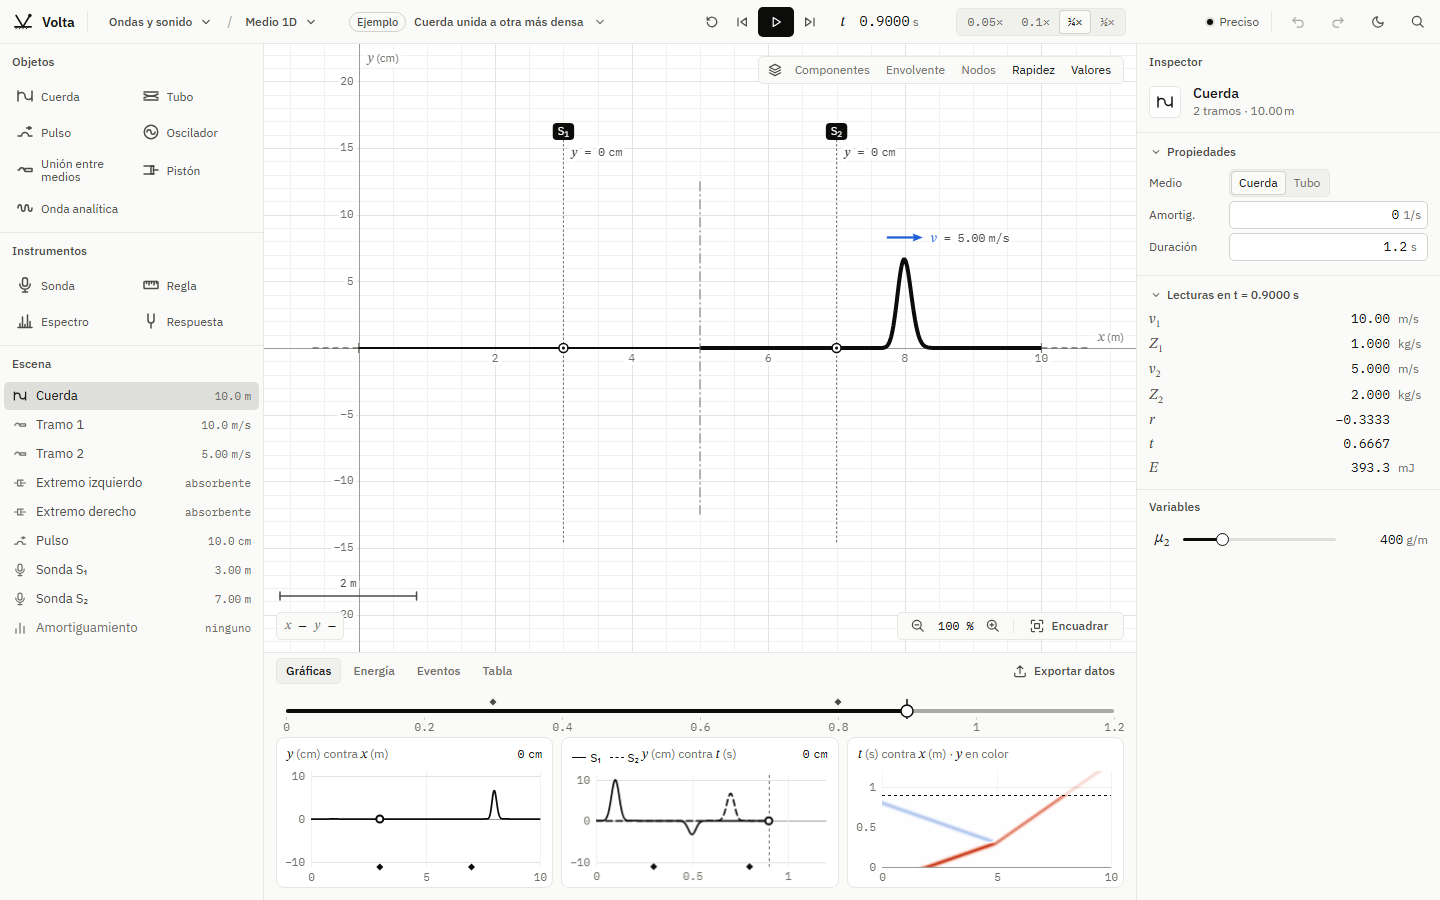 Volta
Ondas y sonido
/
Medio 1D
Ejemplo
Cuerda unida a otra más densa
t 0.9000 s
0.05×
0.1×
¼×
Preciso
Objetos
Cuerda
Tubo
Pulso
Oscilador
Unión entre
medios
Pistón
Onda analítica
Instrumentos
Sonda
Regla
Espectro
Respuesta
Escena
Cuerda 10.0 m
Tramo 1 10.0 m/s
Tramo 2 5.00 m/s
Extremo izquierdo absorbente
Extremo derecho absorbente
Pulso 10.0 cm
Sonda S₁ 3.00 m
Sonda S₂ 7.00 m
Amortiguamiento ninguno
y (cm)
Componentes Envolvente Nodos Rapidez Valores
20
15
10
5
−5
−10
−15
20
S₁
y = 0 cm
S₂
y = 0 cm
v = 5.00 m/s
x (m)
2 4 6 8 10
2 m
x – y –
100 %
Encuadrar
Gráficas Energía Eventos Tabla
Exportar datos
0 0.2 0.4 0.6 0.8 1 1.2
y (cm) contra x (m) 0 cm
10
0
−10
0 5 10
S₁ S₂ y (cm) contra t (s) 0 cm
10
0
−10
0 0.5 1
t (s) contra x (m) · y en color
1
0.5
0
0 5 10
Inspector
Cuerda
2 tramos · 10.00 m
Propiedades
Medio Cuerda Tubo
Amortig. 0 1/s
Duración 1.2 s
Lecturas en t = 0.9000 s
v₁ 10.00 m/s
Z₁ 1.000 kg/s
v₂ 5.000 m/s
Z₂ 2.000 kg/s
r −0.3333
t 0.6667
E 393.3 mJ
Variables
μ₂ 400 g/m